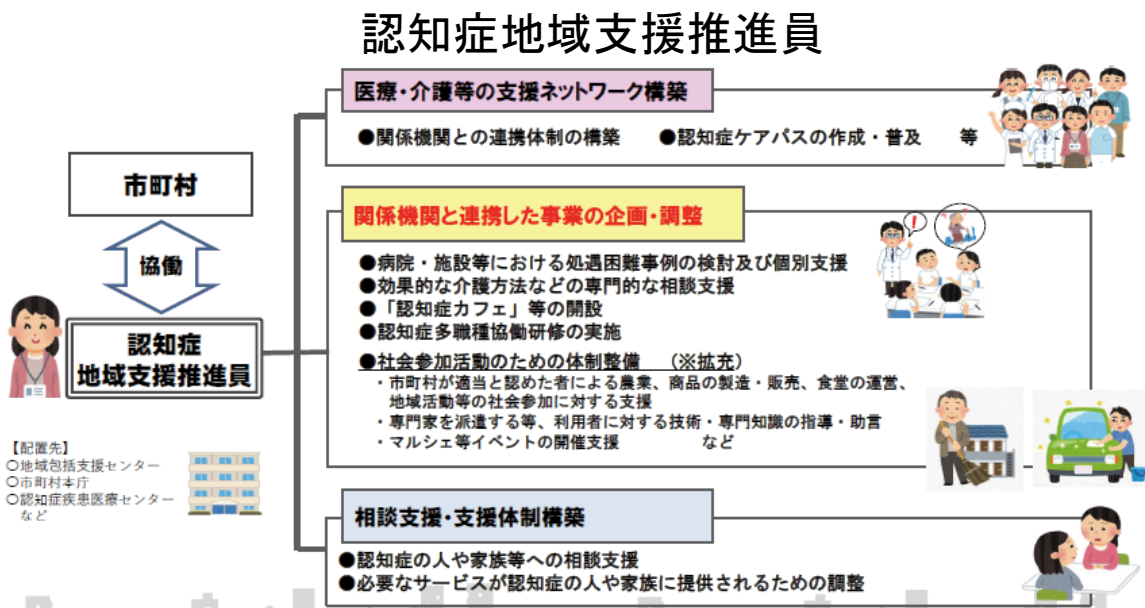 認知症地域支援推進員
医療・介護等の支援ネットワーク構築
●関係機関との連携体制の構築　●認知症ケアパスの作成・普及　等
市町村
協働
認知症
地域支援推進員
【配置先】
○地域包括支援センター
○市町村本庁
○認知症疾患医療センター
など
関係機関と連携した事業の企画・調整
●病院・施設等における処遇困難事例の検討及び個別支援
●効果的な介護方法などの専門的な相談支援
●「認知症カフェ」等の開設
●認知症多職種協働研修の実施
●社会参加活動のための体制整備　（※拡充）
・市町村が適当と認めた者による農業、商品の製造・販売、食堂の運営、
地域活動等の社会参加に対する支援
・専門家を派遣する等、利用者に対する技術・専門知識の指導・助言
・マルシェ等イベントの開催支援　など
相談支援・支援体制構築
●認知症の人や家族等への相談支援
●必要なサービスが認知症の人や家族に提供されるための調整